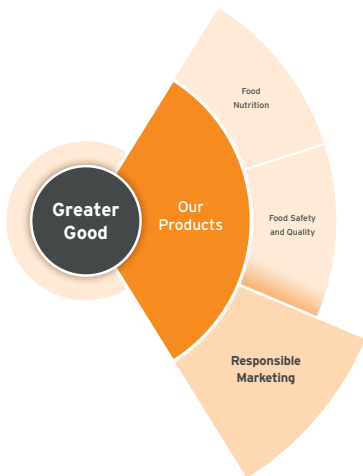 Food
Nutrition
Greater
Good
Our
Products
Food Safety
and Quality
Responsible
Marketing